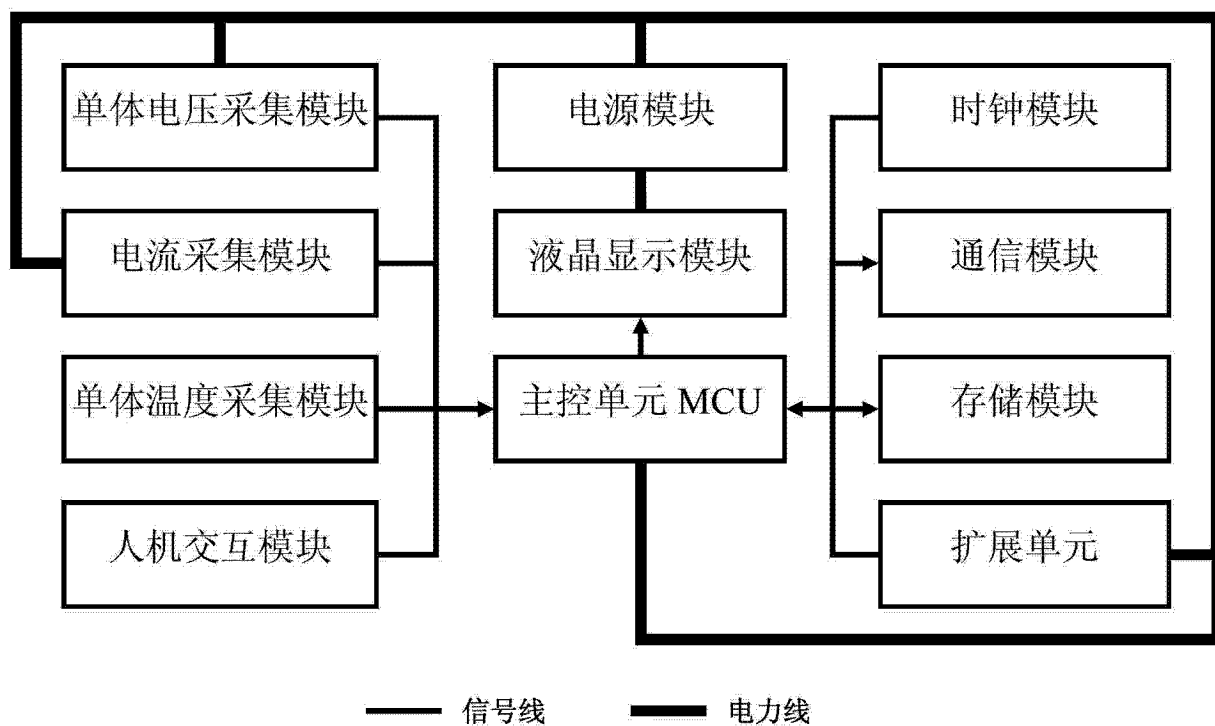 单体电压采集模块
电源模块
时钟模块
电流采集模块
液晶显示模块
通信模块
单体温度采集模块
主控单元 MCU
存储模块
人机交互模块
扩展单元
信号线
电力线